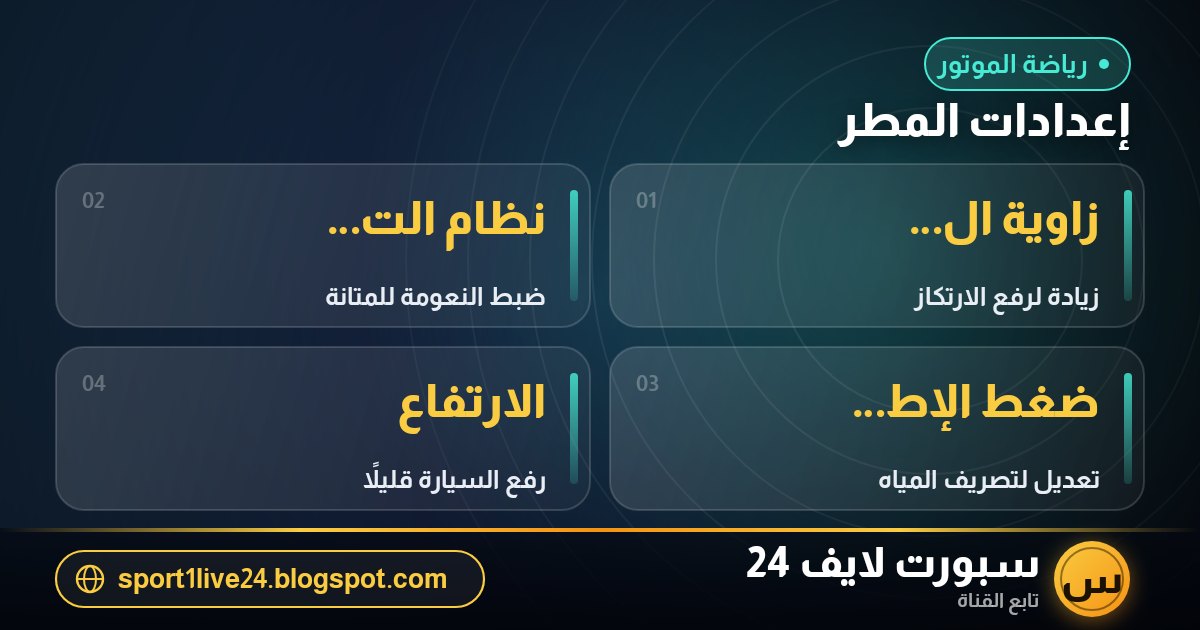 • رياضة الموتور
إعدادات المطر
01
زاوية ال...
زيادة لرفع الارتكاز
02
نظام الت...
ضبط النعومة للمتانة
03
ضغط الإط...
تعديل لتصريف المياه
04
الارتفاع
رفع السيارة قليلًا
س
سبورت لايف 24
تابع القناة
sport1live24.blogspot.com